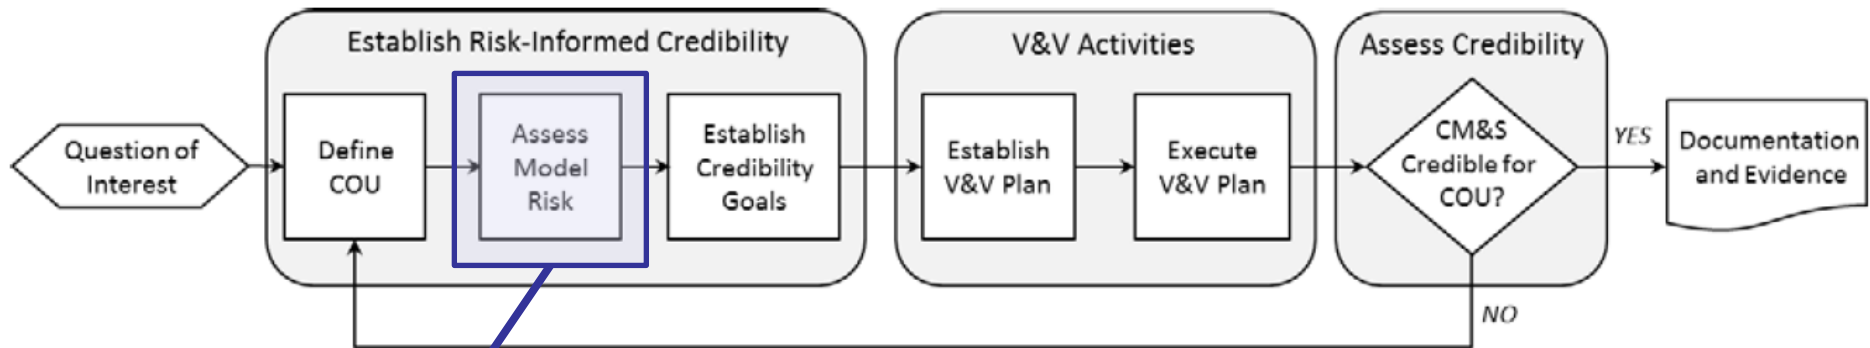 Establish Risk-Informed Credibility
V&V Activities
Assess Credibility
Question of
Interest
Define
COU
Assess
Model
Risk
Establish
Credibility
Goals
Establish
V&V Plan
Execute
V&V Plan
CM&S
Credible for
COU?
YES
Documentation
and Evidence
NO